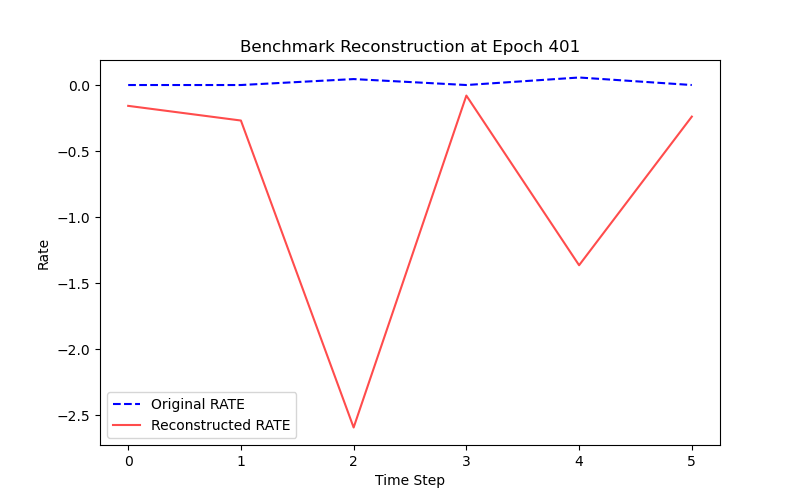 Benchmark Reconstruction at Epoch 401
Rate
0.0
−0.5
−1.0
−1.5
−2.0
−2.5
Original RATE
Reconstructed RATE
0 1 2 3 4 5
Time Step